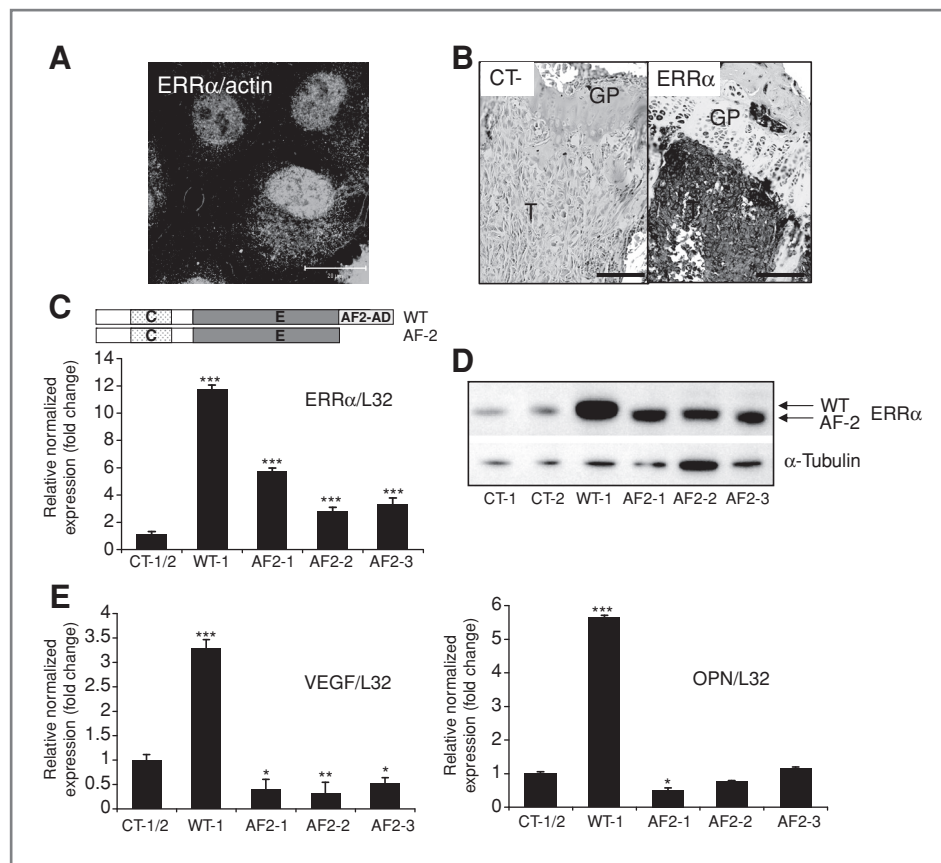 A
ERRα/actin
B
CT-
GP
T
ERRα
GP
T
C
C E AF2-AD WT
C E AF-2
Relative normalized
expression (fold change)
14
12
10
8
6
4
2
0
ERRα/L32
***
***
***
***
CT-1/2 WT-1 AF2-1 AF2-2 AF2-3
D
WT
AF-2
ERRα
α-Tubulin
CT-1 CT-2 WT-1 AF2-1 AF2-2 AF2-3
E
Relative normalized
expression (fold change)
4
3.5
3
2.5
2
1.5
1
0.5
0
VEGF/L32
***
*
**
*
CT-1/2 WT-1 AF2-1 AF2-2 AF2-3
Relative normalized
expression (fold change)
6
5
4
3
2
1
0
OPN/L32
***
*
CT-1/2 WT-1 AF2-1 AF2-2 AF2-3